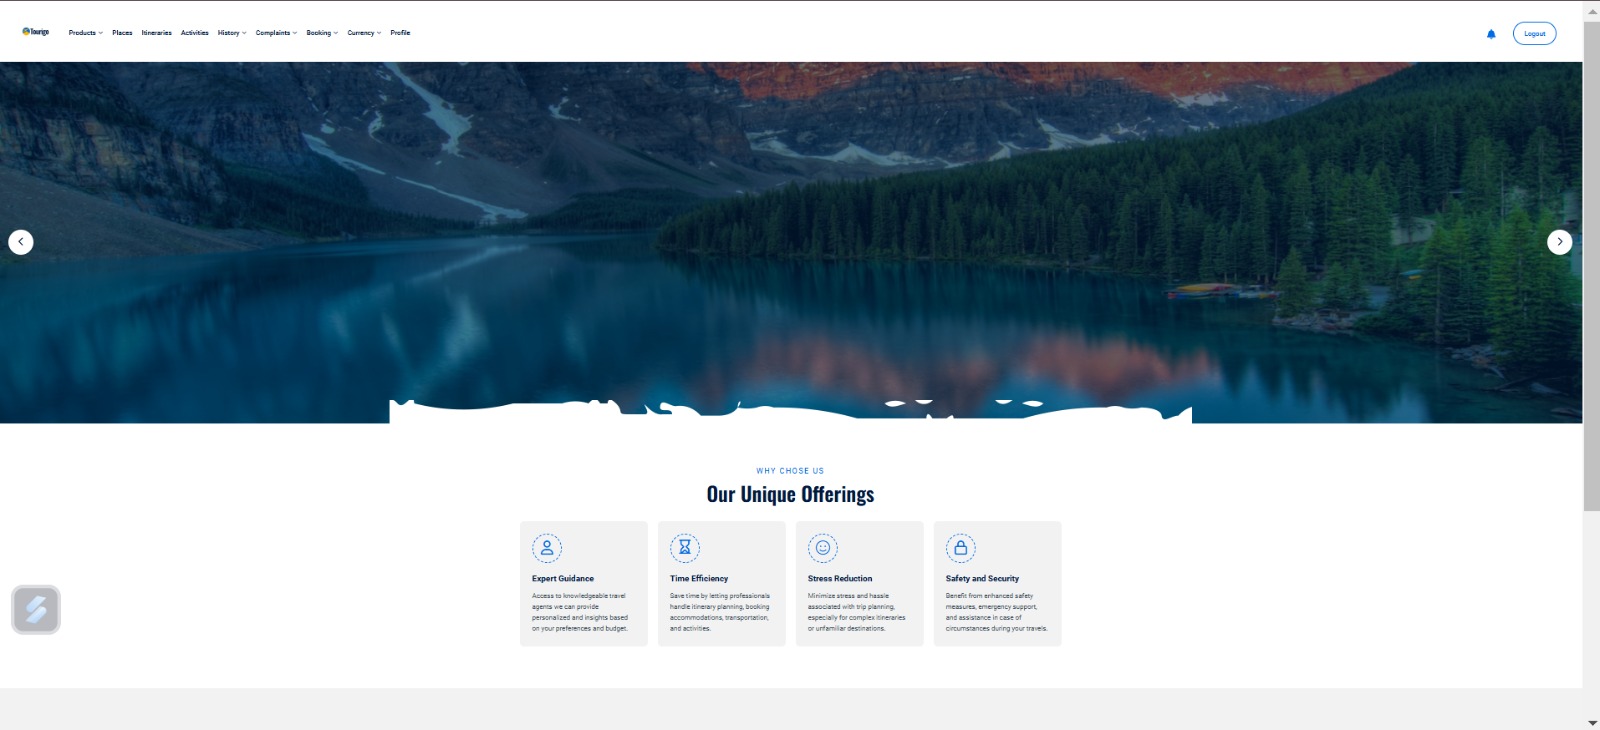 Tourigo
Products Places Itineraries Activities History Complaints Booking Currency Profile
Logout
WHY CHOSE US
Our Unique Offerings
Expert Guidance
Access to knowledgeable travel
agents we can provide
personalized and insights based
on your preferences and budget.
Time Efficiency
Save time by letting professionals
handle itinerary planning, booking
accommodations, transportation,
and activities.
Stress Reduction
Minimize stress and hassle
associated with trip planning,
especially for complex itineraries
or unfamiliar destinations.
Safety and Security
Benefit from enhanced safety
measures, emergency support,
and assistance in case of
circumstances during your travels.